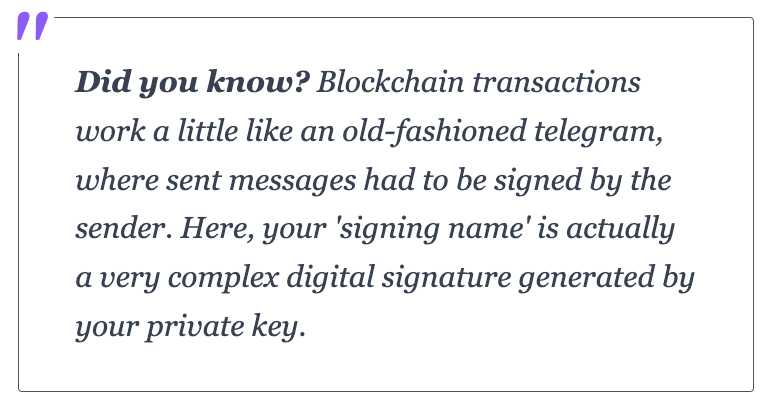 "
Did you know? Blockchain transactions
work a little like an old-fashioned telegram,
where sent messages had to be signed by the
sender. Here, your 'signing name' is actually
a very complex digital signature generated by
your private key.